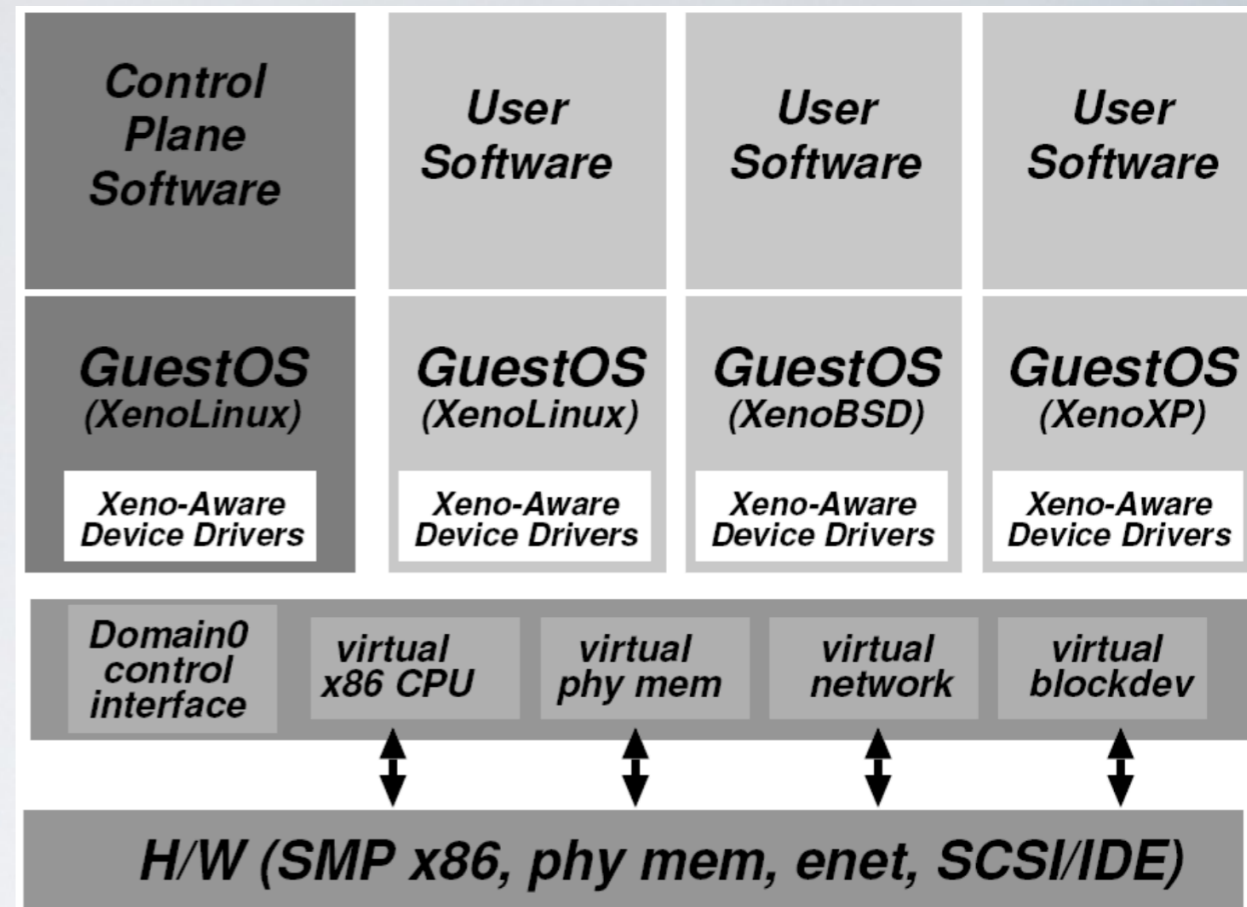 Control
Plane
Software
User
Software
User
Software
User
Software
GuestOS
(XenoLinux)
Xeno-Aware
Device Drivers
GuestOS
(XenoLinux)
Xeno-Aware
Device Drivers
GuestOS
(XenoBSD)
Xeno-Aware
Device Drivers
GuestOS
(XenoXP)
Xeno-Aware
Device Drivers
Domain0
control
interface
virtual
x86 CPU
virtual
phy mem
virtual
network
virtual
blockdev
H/W (SMP x86, phy mem, enet, SCSI/IDE)